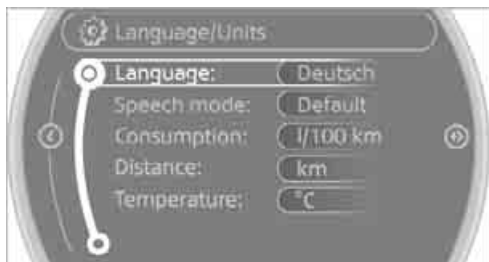 Language/Units
Language: Deutsch
Speech mode: Default
Consumption: l/100 km
Distance: km
Temperature: °C